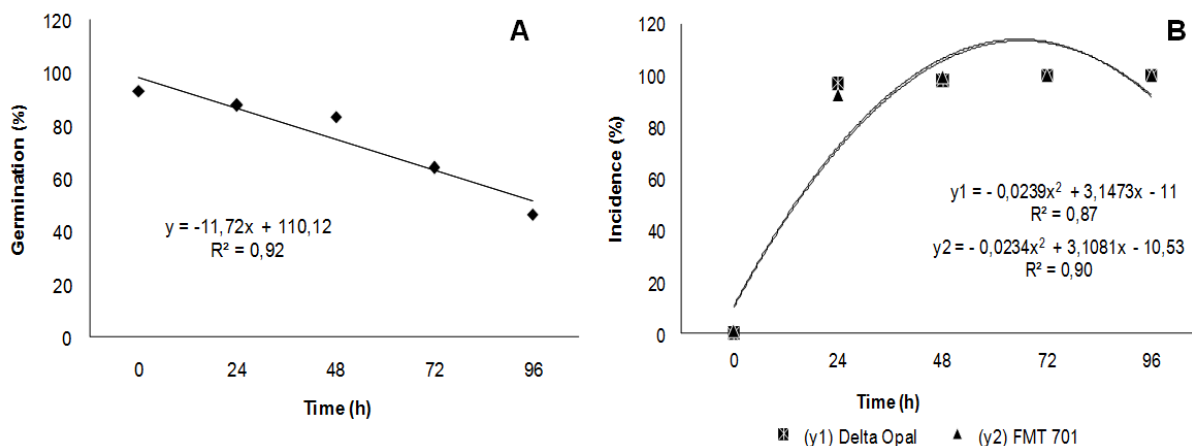 A
Germination (%)
120
100
80
60
40
20
0
y = -11,72x + 110,12
R² = 0,92
0 24 48 72 96
Time (h)
B
Incidence (%)
120
100
80
60
40
20
0
y1 = - 0,0239x² + 3,1473x - 11
R² = 0,87
y2 = - 0,0234x² + 3,1081x - 10,53
R² = 0,90
0 24 48 72 96
Time (h)
(y1) Delta Opal (y2) FMT 701